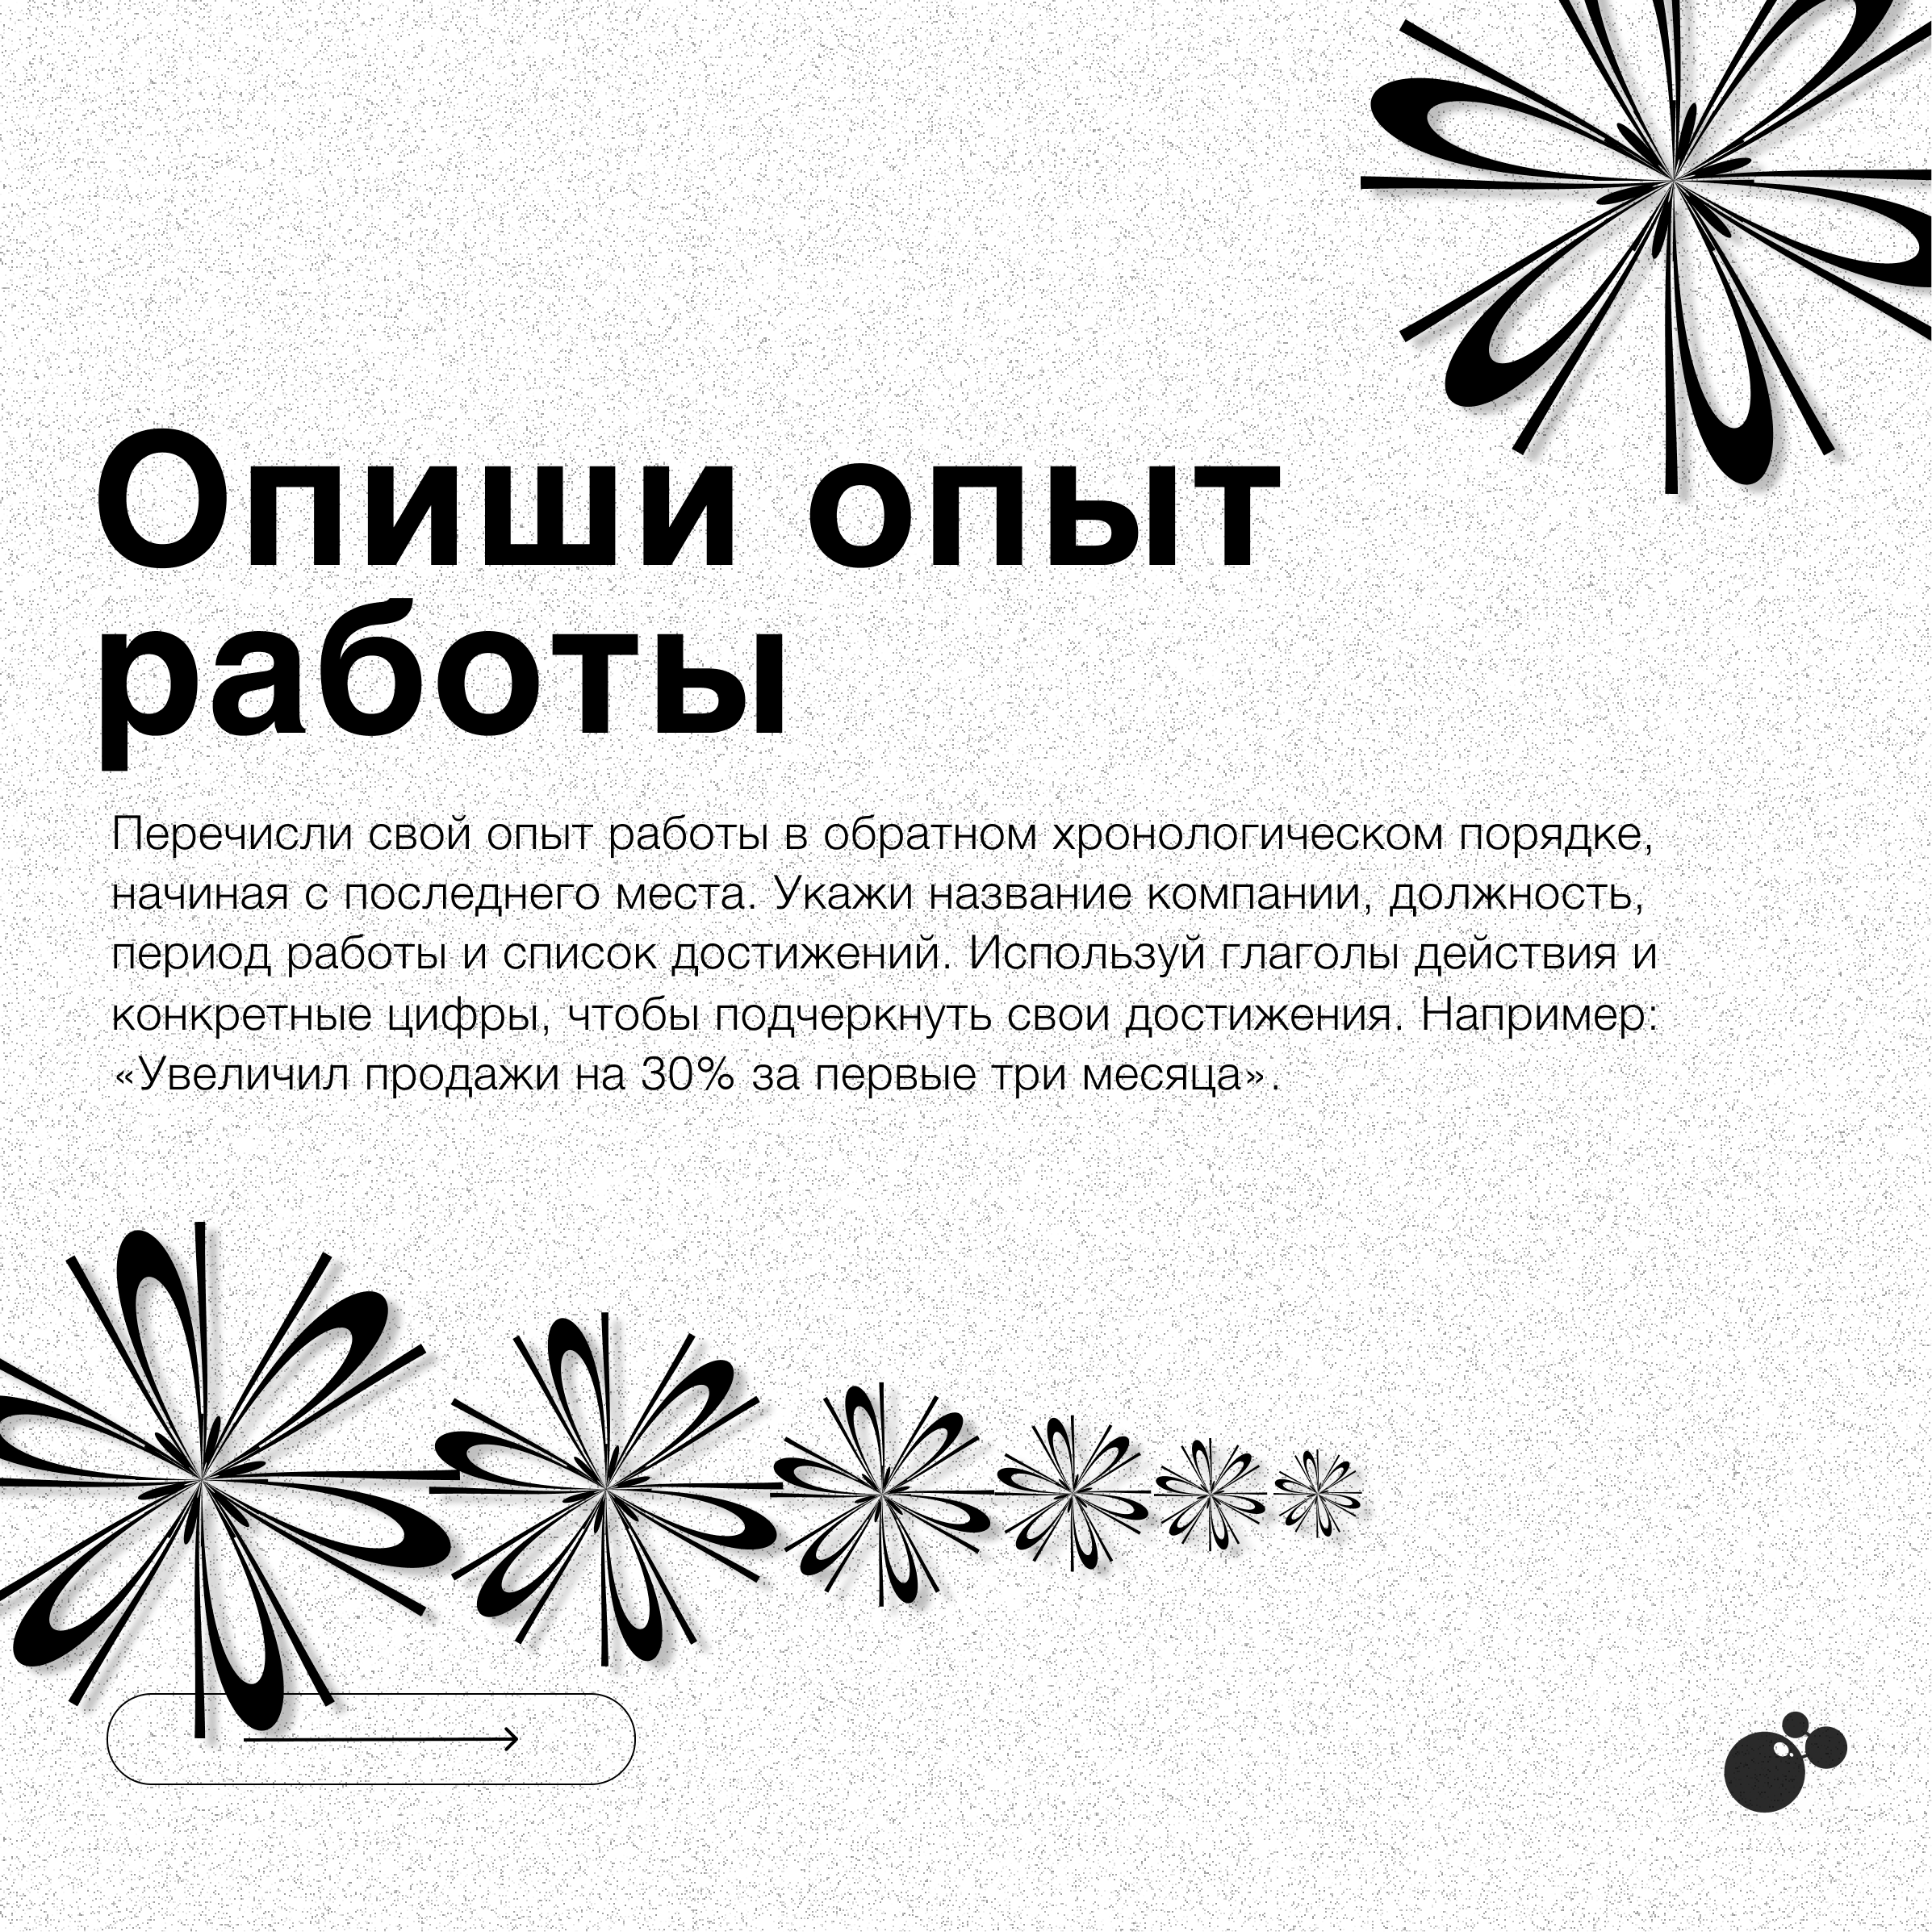 Опиши опыт
работы
Перечисли свой опыт работы в обратном хронологическом порядке,
начиная с последнего места. Укажи название компании, должность,
период работы и список достижений. Используй глаголы действия и
конкретные цифры, чтобы подчеркнуть свои достижения. Например:
«Увеличил продажи на 30% за первые три месяца».